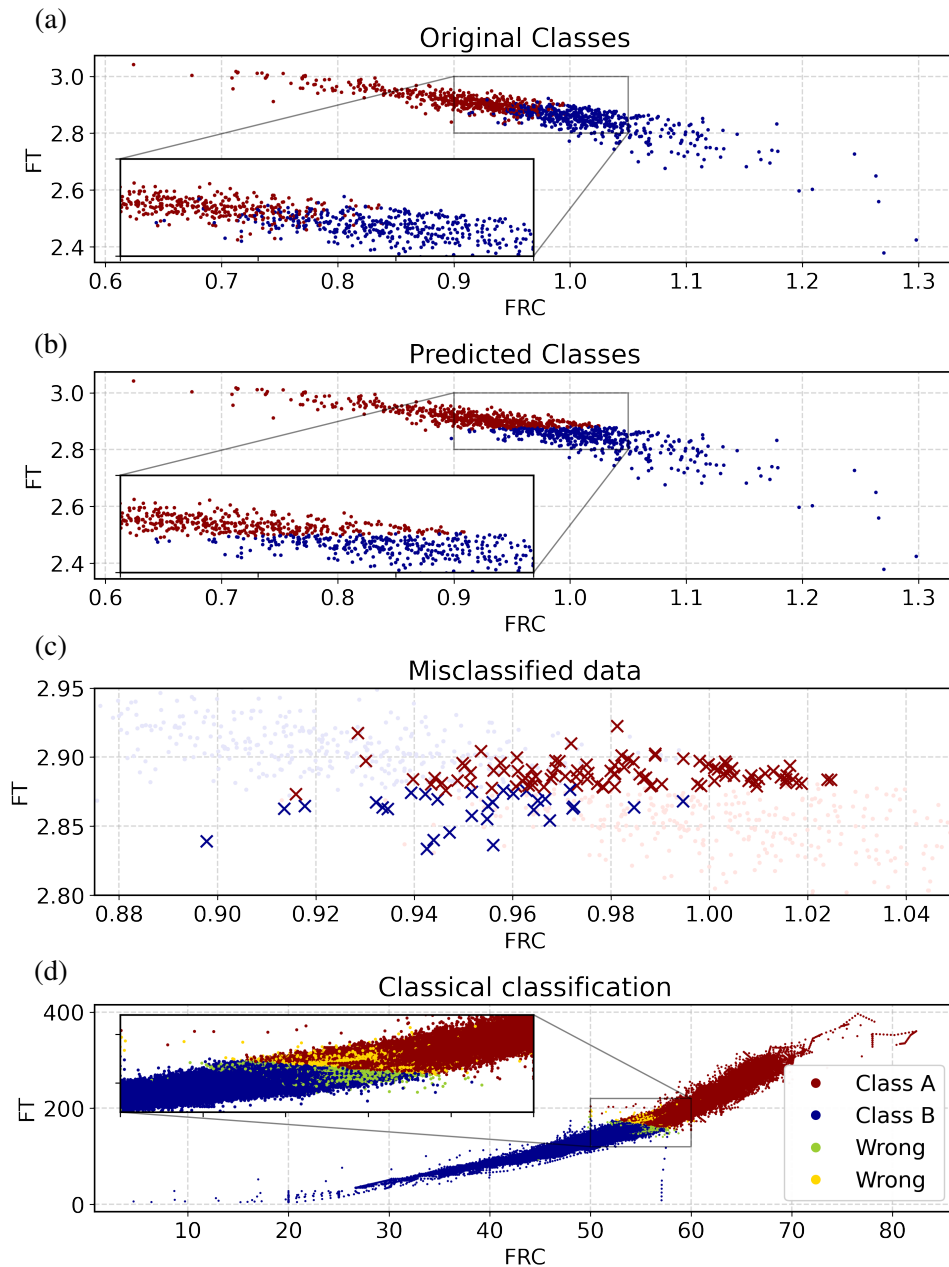 (a)
Original Classes
3.0
2.8
2.6
2.4
FT
0.6 0.7 0.8 0.9 1.0 1.1 1.2 1.3
FRC
(b)
Predicted Classes
3.0
2.8
2.6
2.4
FT
0.6 0.7 0.8 0.9 1.0 1.1 1.2 1.3
FRC
(c)
Misclassified data
2.95
2.90
2.85
2.80
FT
0.88 0.90 0.92 0.94 0.96 0.98 1.00 1.02 1.04
FRC
(d)
Classical classification
400
200
0
FT
Class A
Class B
Wrong
Wrong
10 20 30 40 50 60 70 80
FRC